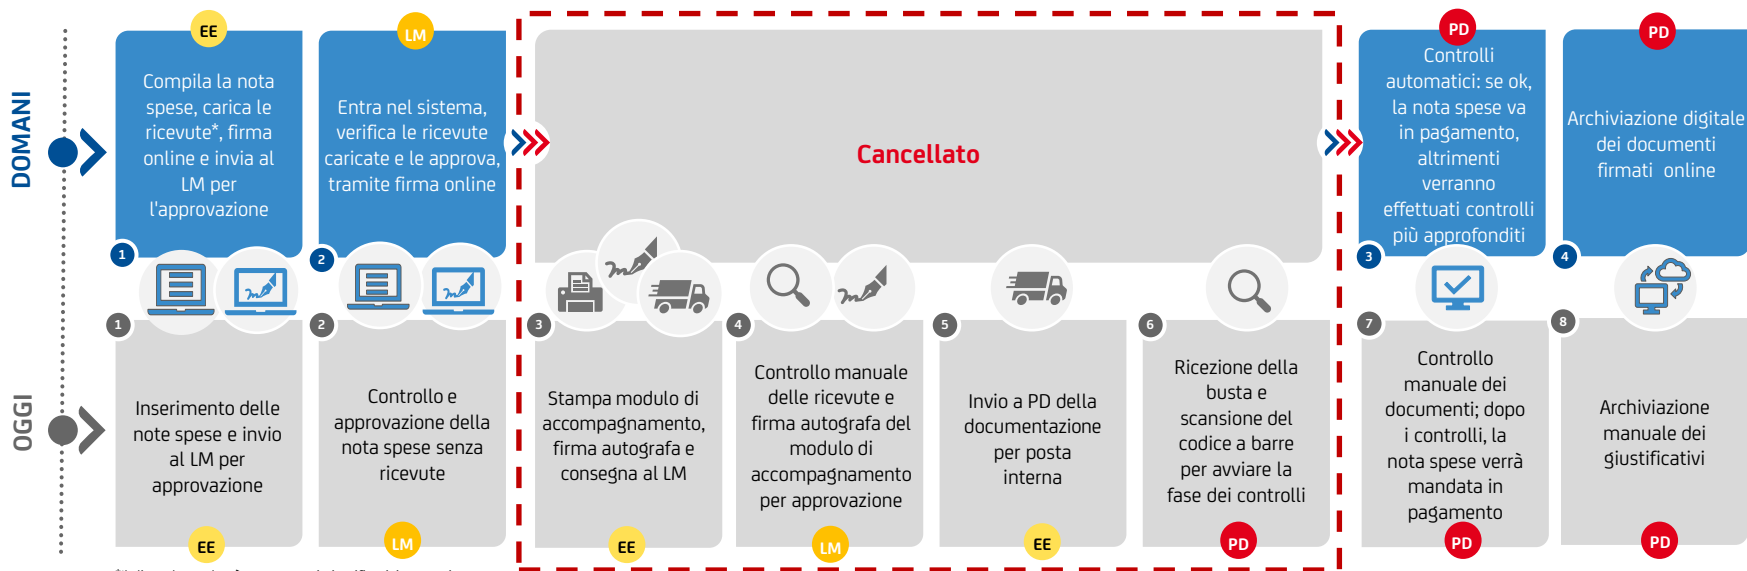 DOMANI
EE
Compila la nota
spese, carica le
ricevute*, firma
online e invia al
LM per
l'approvazione
1
LM
Entra nel sistema,
verifica le ricevute
caricate e le approva,
tramite firma online
2
Cancellato
PD
Controlli
automatici: se ok,
la nota spese va
in pagamento,
altrimenti
verranno
effettuati controlli
più approfonditi
3
PD
Archiviazione digitale
dei documenti
firmati online
4
OGGI
1
Inserimento delle
note spese e invio
al LM per
approvazione
EE
2
Controllo e
approvazione della
nota spese senza
ricevute
LM
3
Stampa modulo di
accompagnamento,
firma autografa e
consegna al LM
EE
4
Controllo manuale
delle ricevute e
firma autografa del
modulo di
accompagnamento
per approvazione
LM
5
Invio a PD della
documentazione
per posta
interna
EE
6
Ricezione della
busta e
scansione del
codice a barre
per avviare la
fase dei controlli
PD
7
Controllo
manuale dei
documenti; dopo
i controlli, la
nota spese verrà
mandata in
pagamento
PD
8
Archiviazione
manuale dei
giustificativi
PD